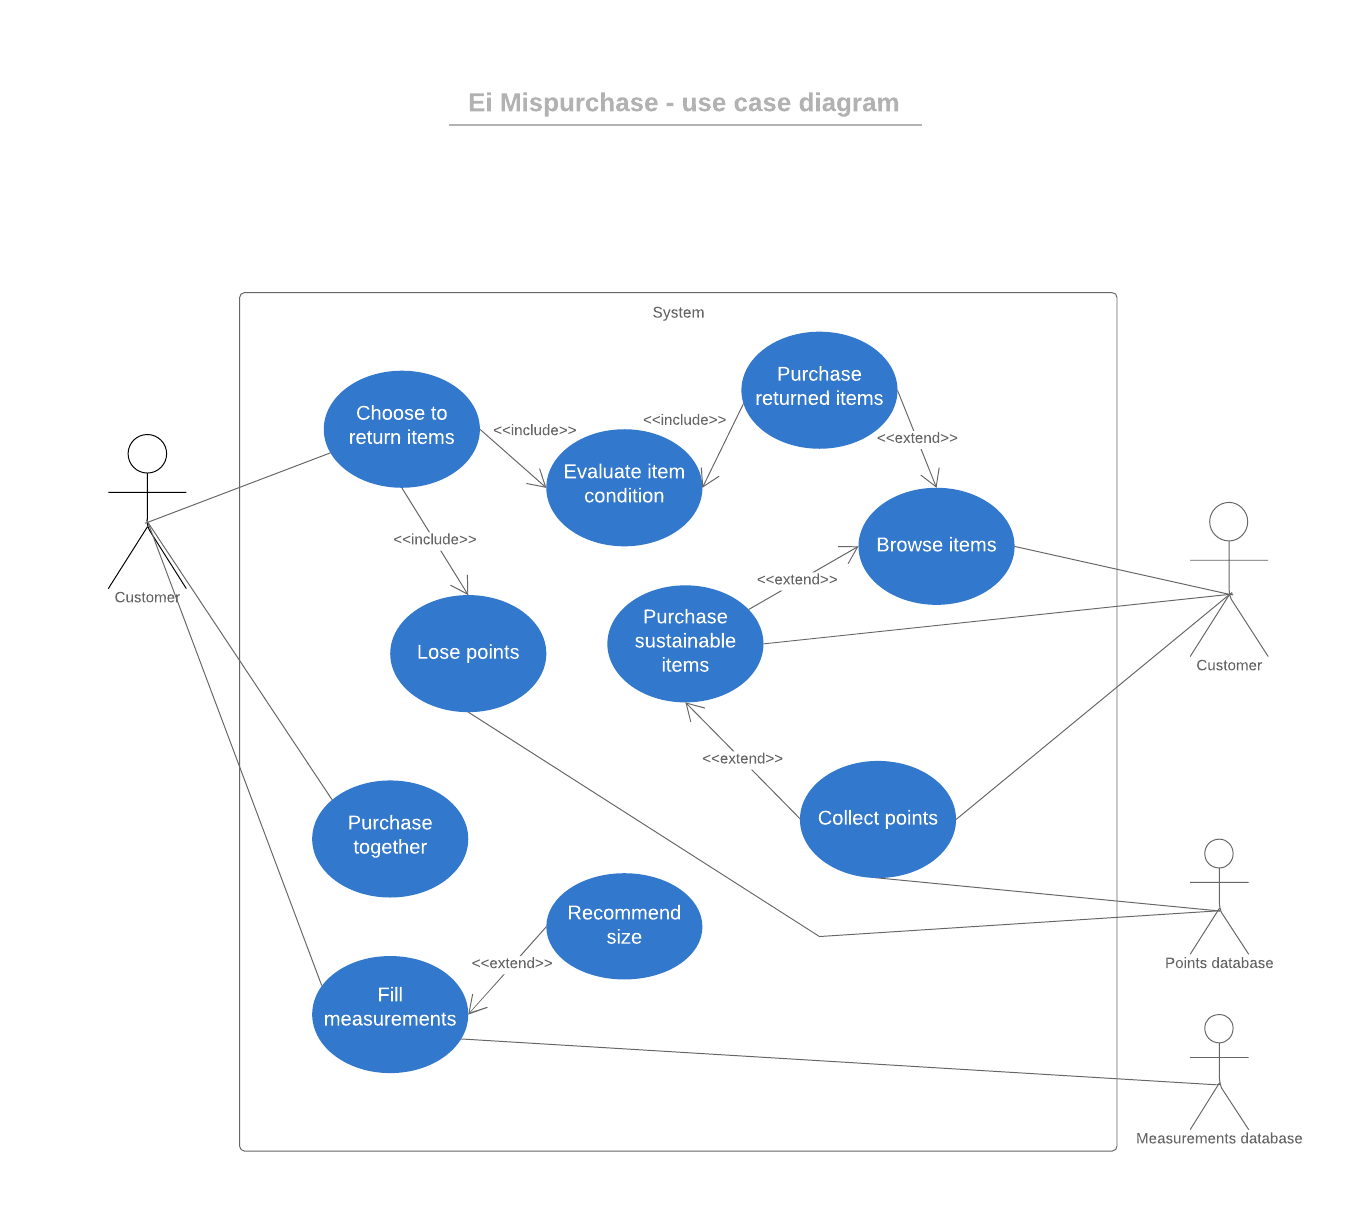 Ei Mispurchase - use case diagram
System
Purchase
returned items
Choose to
return items
<<include>>
<<include>>
<<extend>>
Evaluate item
condition
<<include>>
Browse items
<<extend>>
Customer
Purchase
sustainable
items
Lose points
Customer
<<extend>>
Collect points
Purchase
together
Recommend
size
<<extend>>
Points database
Fill
measurements
Measurements database